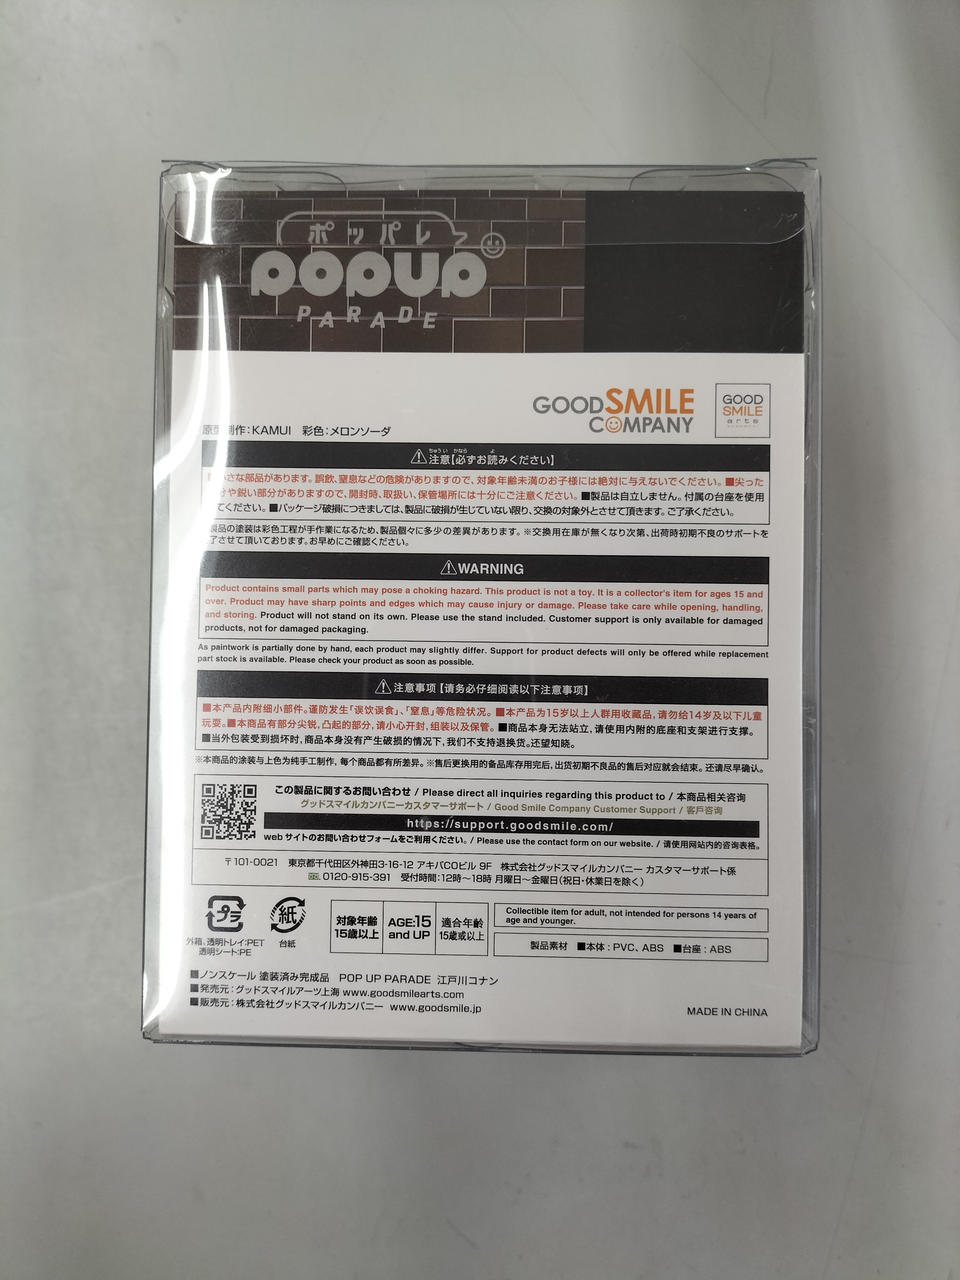 ポッパレ
POPUP
PARADE
GOODSMILE
COMPANY
GOOD
SMILE
arts
原型制作：KAMUI 彩色：メロンソーダ
⚠注意【必ずお読みください】
小さな部品があります。誤飲、窒息などの危険がありますので、対象年齢未満のお子様には絶対に与えないでください。■尖った
分や鋭い部分がありますので、開封時、取扱い、保管場所には十分にご注意ください。■製品は自立しません。付属の台座を使用
てください。■パッケージ破損につきましては、製品に破損が生じていない限り、交換の対象外とさせて頂きます。ご了承ください。
製品の塗装は彩色工程が手作業になるため、製品個々に多少の差異があります。※交換用在庫が無くなり次第、出荷時初期不良のサポートを
了させて頂いております。お早めにご確認ください。
⚠WARNING
Product contains small parts which may pose a choking hazard. This product is not a toy. It is a collector's item for ages 15 and
over. Product may have sharp points and edges which may cause injury or damage. Please take care while opening, handling,
and storing. Product will not stand on its own. Please use the stand included. Customer support is only available for damaged
products, not for damaged packaging.
As paintwork is partially done by hand, each product may slightly differ. Support for product defects will only be offered while replacement
part stock is available. Please check your product as soon as possible.
⚠注意事项【请务必仔细阅读以下注意事项】
■本产品内附细小部件。谨防发生「误饮误食」、「窒息」等危险状况。■本产品为15岁以上人群用收藏品，请勿给14岁及以下儿童
玩耍。■本商品有部分尖锐，凸起的部分，请小心开封，组装以及保管。■商品本身无法站立，请使用内附的底座和支架进行支撑。
■当外包装受到损坏时，商品本身没有产生破损的情况下，我们不支持退换货。还望知晓。
※本商品的涂装与上色为纯手工制作，每个商品都有所差异。※售后更换用的备品库存用完后，出货初期不良品的售后对应就会结束。还请尽早确认。
この製品に関するお問い合わせ / Please direct all inquiries regarding this product to / 本商品相关咨询
グッドスマイルカンパニーカスタマーサポート / Good Smile Company Customer Support / 客戸咨询
https://support.goodsmile.com/
web サイトのお問い合わせフォームをご利用ください。/ Please use the contact form on our website. / 请使用网站内的咨询表格。
〒101-0021 東京都千代田区外神田3-16-12 アキバCOビル 9F 株式会社グッドスマイルカンパニー カスタマーサポート係
0120-915-391 受付時間：12時～18時 月曜日～金曜日（祝日・休業日を除く）
プラ
外箱、透明トレイ:PET
透明シート:PE
紙
台紙
対象年齢
15歳以上
AGE:15
and UP
適合年齢
15歳或以上
Collectible item for adult, not intended for persons 14 years of
age and younger.
製品素材 ■本体：PVC、ABS ■台座：ABS
■ノンスケール 塗装済み完成品 POP UP PARADE 江戸川コナン
■発売元：グッドスマイルアーツ上海 www.goodsmilearts.com
■販売元：株式会社グッドスマイルカンパニー www.goodsmile.jp
MADE IN CHINA